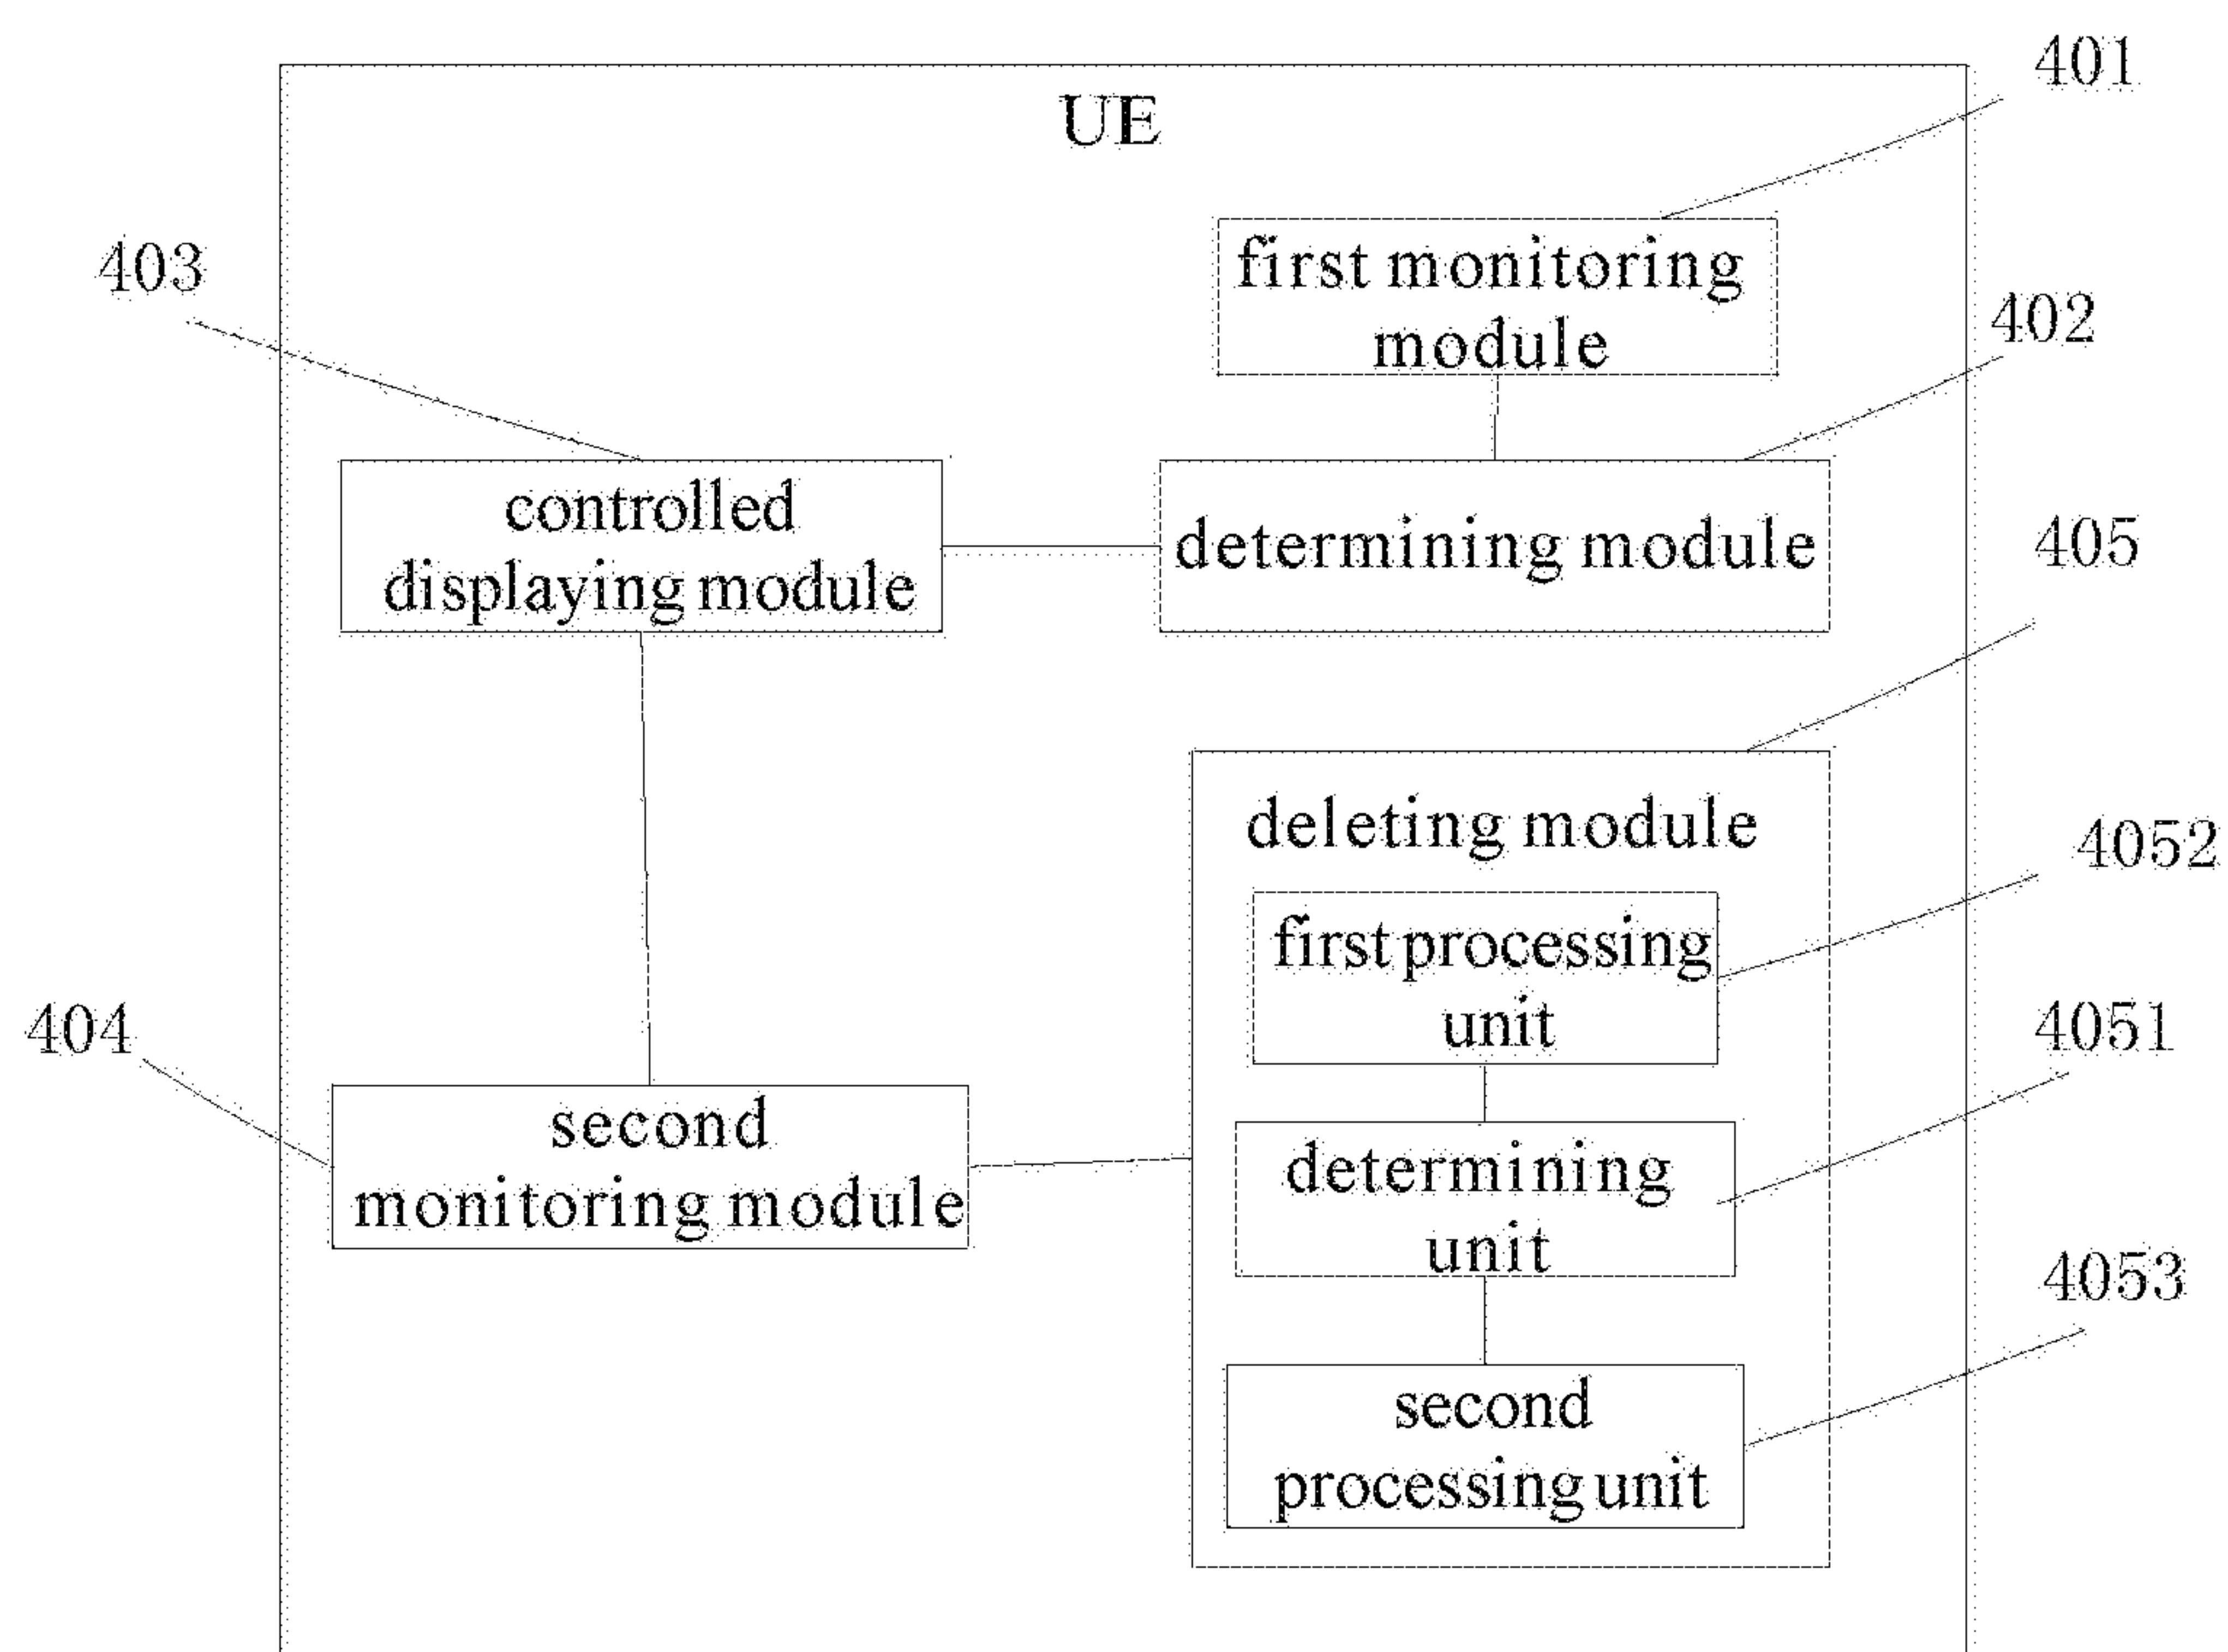 UE
401
first monitoring
module
403
402
controlled
displaying module
determining module
405
deleting module
4052
first processing
unit
404
4051
second
monitoring module
determining
unit
4053
second
processing unit